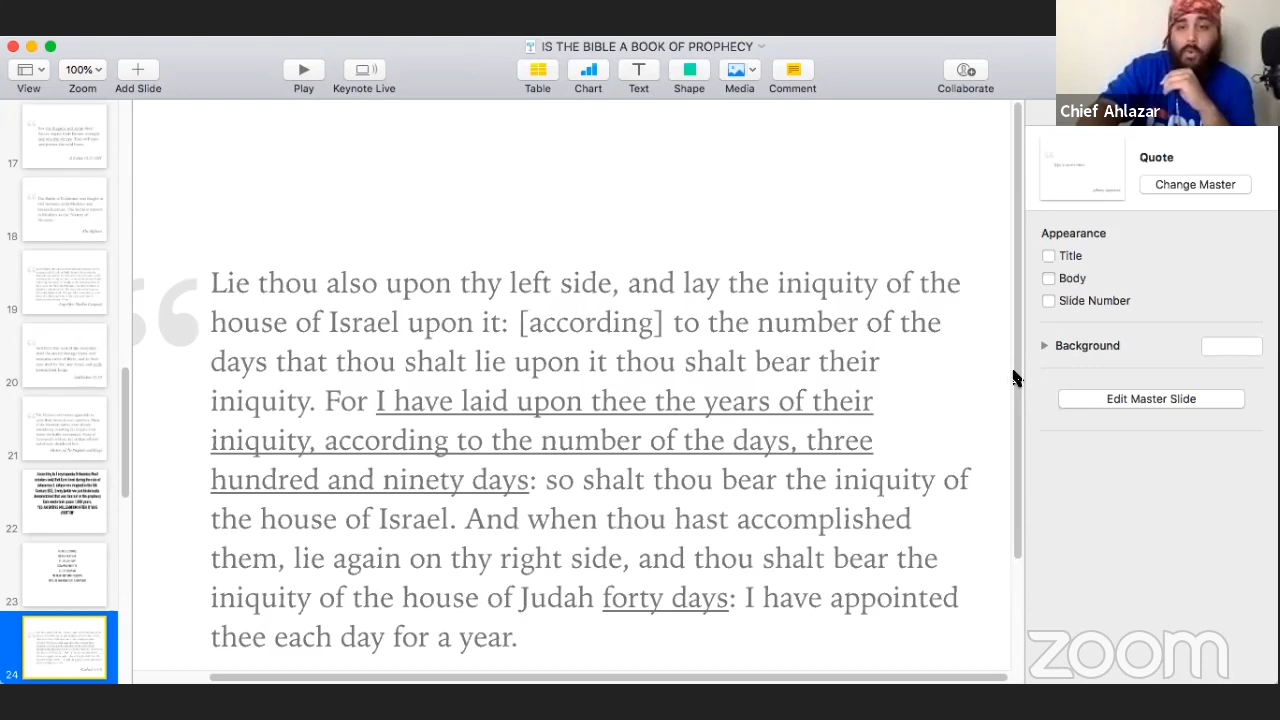 IS THE BIBLE A BOOK OF PROPHECY
100%
View
Zoom
Add Slide
Play
Keynote Live
Table
Chart
Text
Shape
Media
Comment
Collaborate
Chief Ahlazar
17
18
19
20
21
22
23
24
Lie thou also upon thy left side, and lay the iniquity of the
house of Israel upon it: [according] to the number of the
days that thou shalt lie upon it thou shalt bear their
iniquity. For I have laid upon thee the years of their
iniquity, according to the number of the days, three
hundred and ninety days: so shalt thou bear the iniquity of
the house of Israel. And when thou hast accomplished
them, lie again on thy right side, and thou shalt bear the
iniquity of the house of Judah forty days: I have appointed
thee each day for a year.
Quote
Change Master
Appearance
Title
Body
Slide Number
Background
Edit Master Slide
zoom